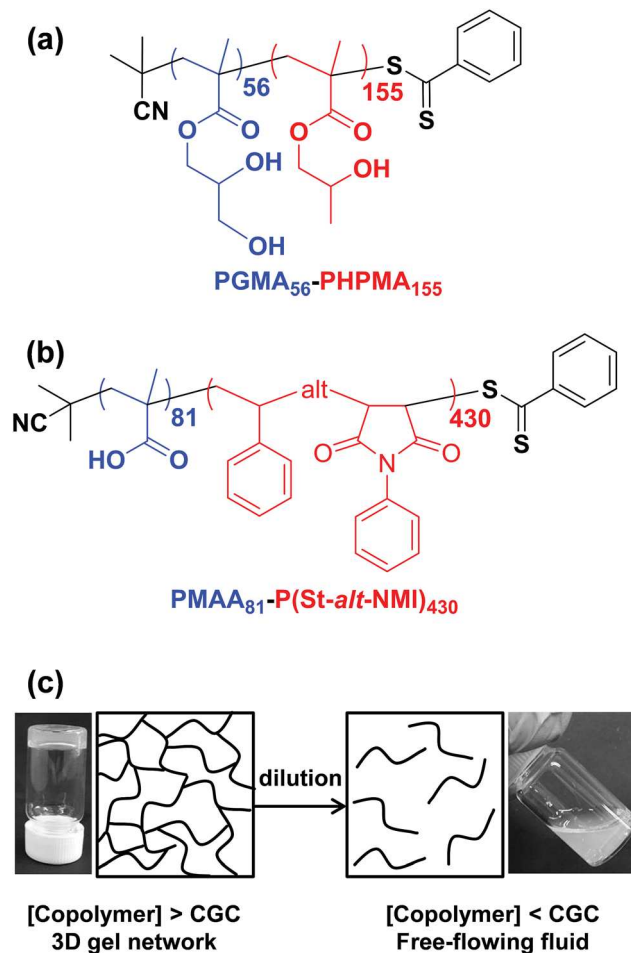 (a)
CN
56
155
S
S
O
O
O
O
OH
OH
OH
PGMA56-PHPMA155
(b)
NC
81
alt
430
S
S
HO
O
O
N
O
PMAA81-P(St-alt-NMI)430
(c)
dilution
[Copolymer] > CGC
3D gel network
[Copolymer] < CGC
Free-flowing fluid